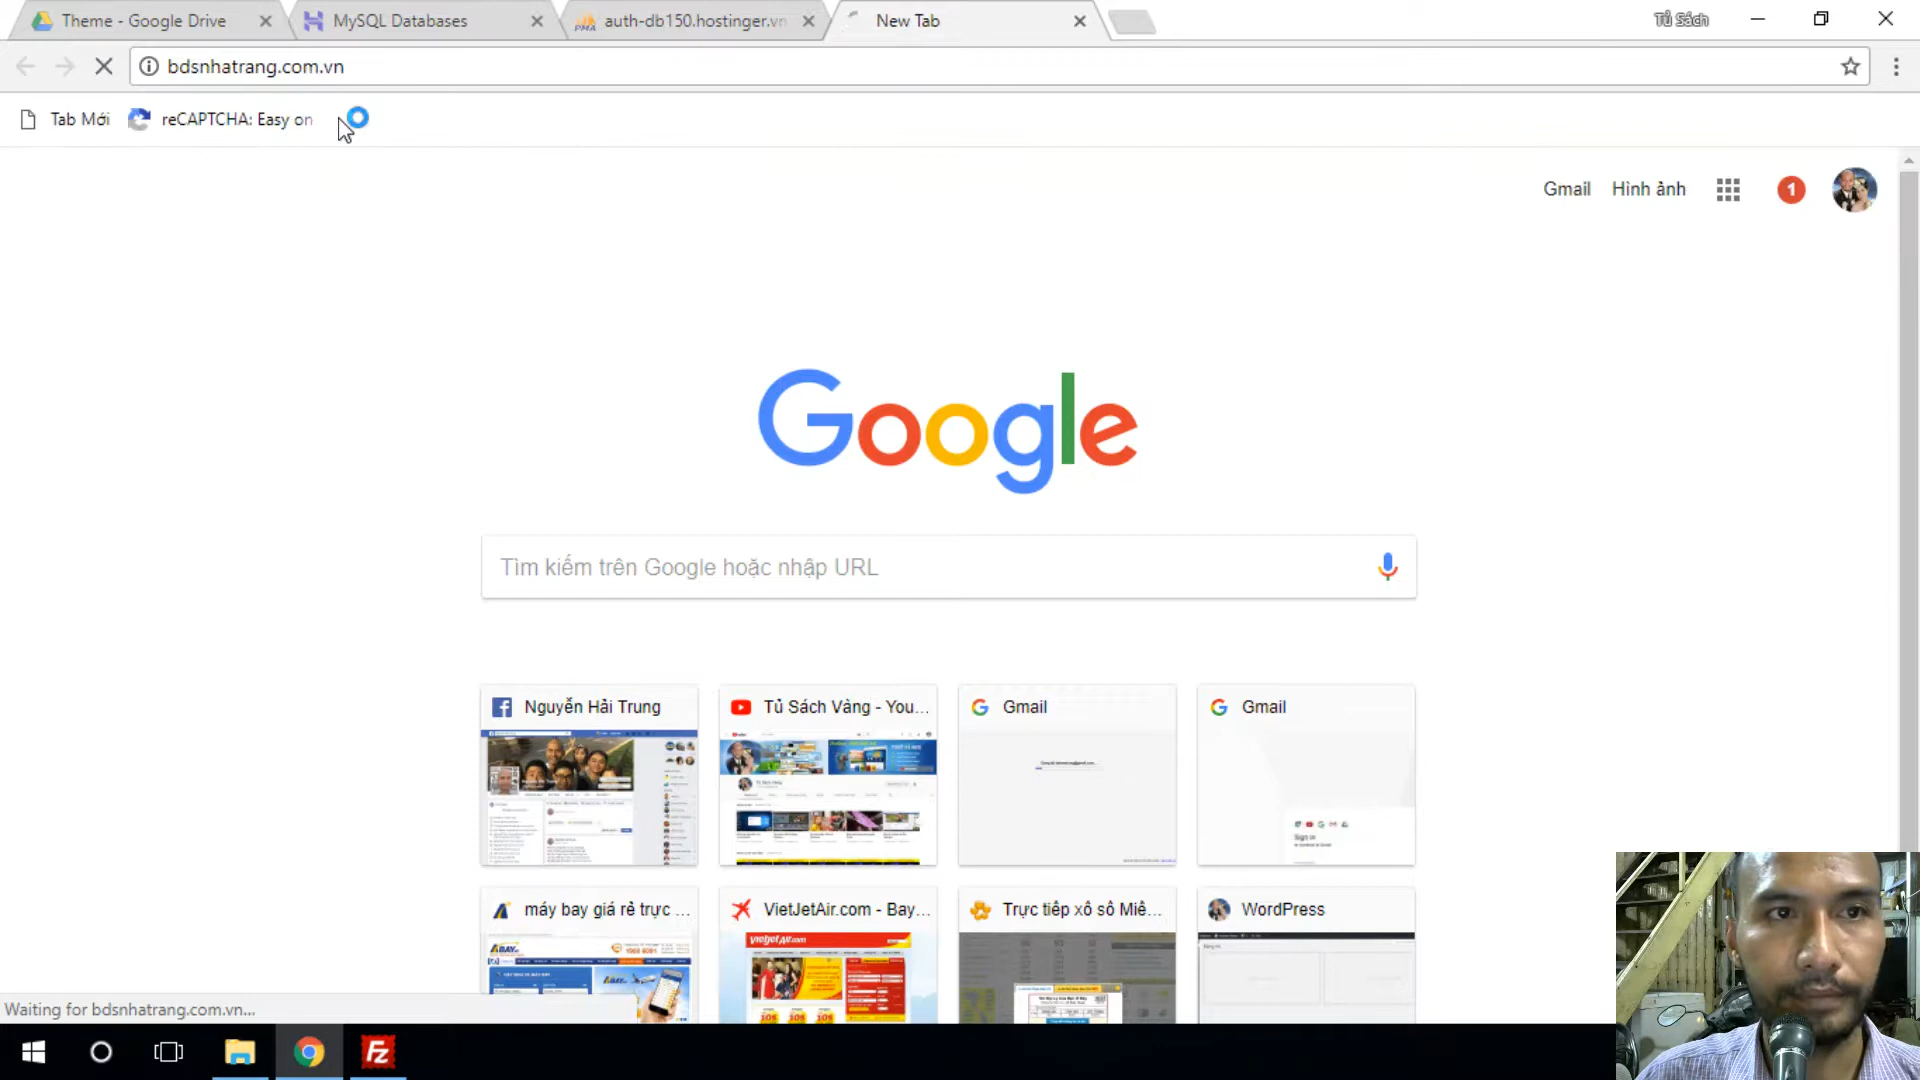 Theme - Google Drive
MySQL Databases
auth-db150.hostinger.vn
New Tab
Tủ Sách
bdsnhatrang.com.vn
Tab Mới
reCAPTCHA: Easy on
Gmail
Hình ảnh
1
Google
Tìm kiếm trên Google hoặc nhập URL
Nguyễn Hải Trung
Tủ Sách Vàng - You...
Gmail
Gmail
máy bay giá rẻ trực ...
VietJetAir.com - Bay...
Trực tiếp xổ số Miề...
WordPress
Waiting for bdsnhatrang.com.vn...